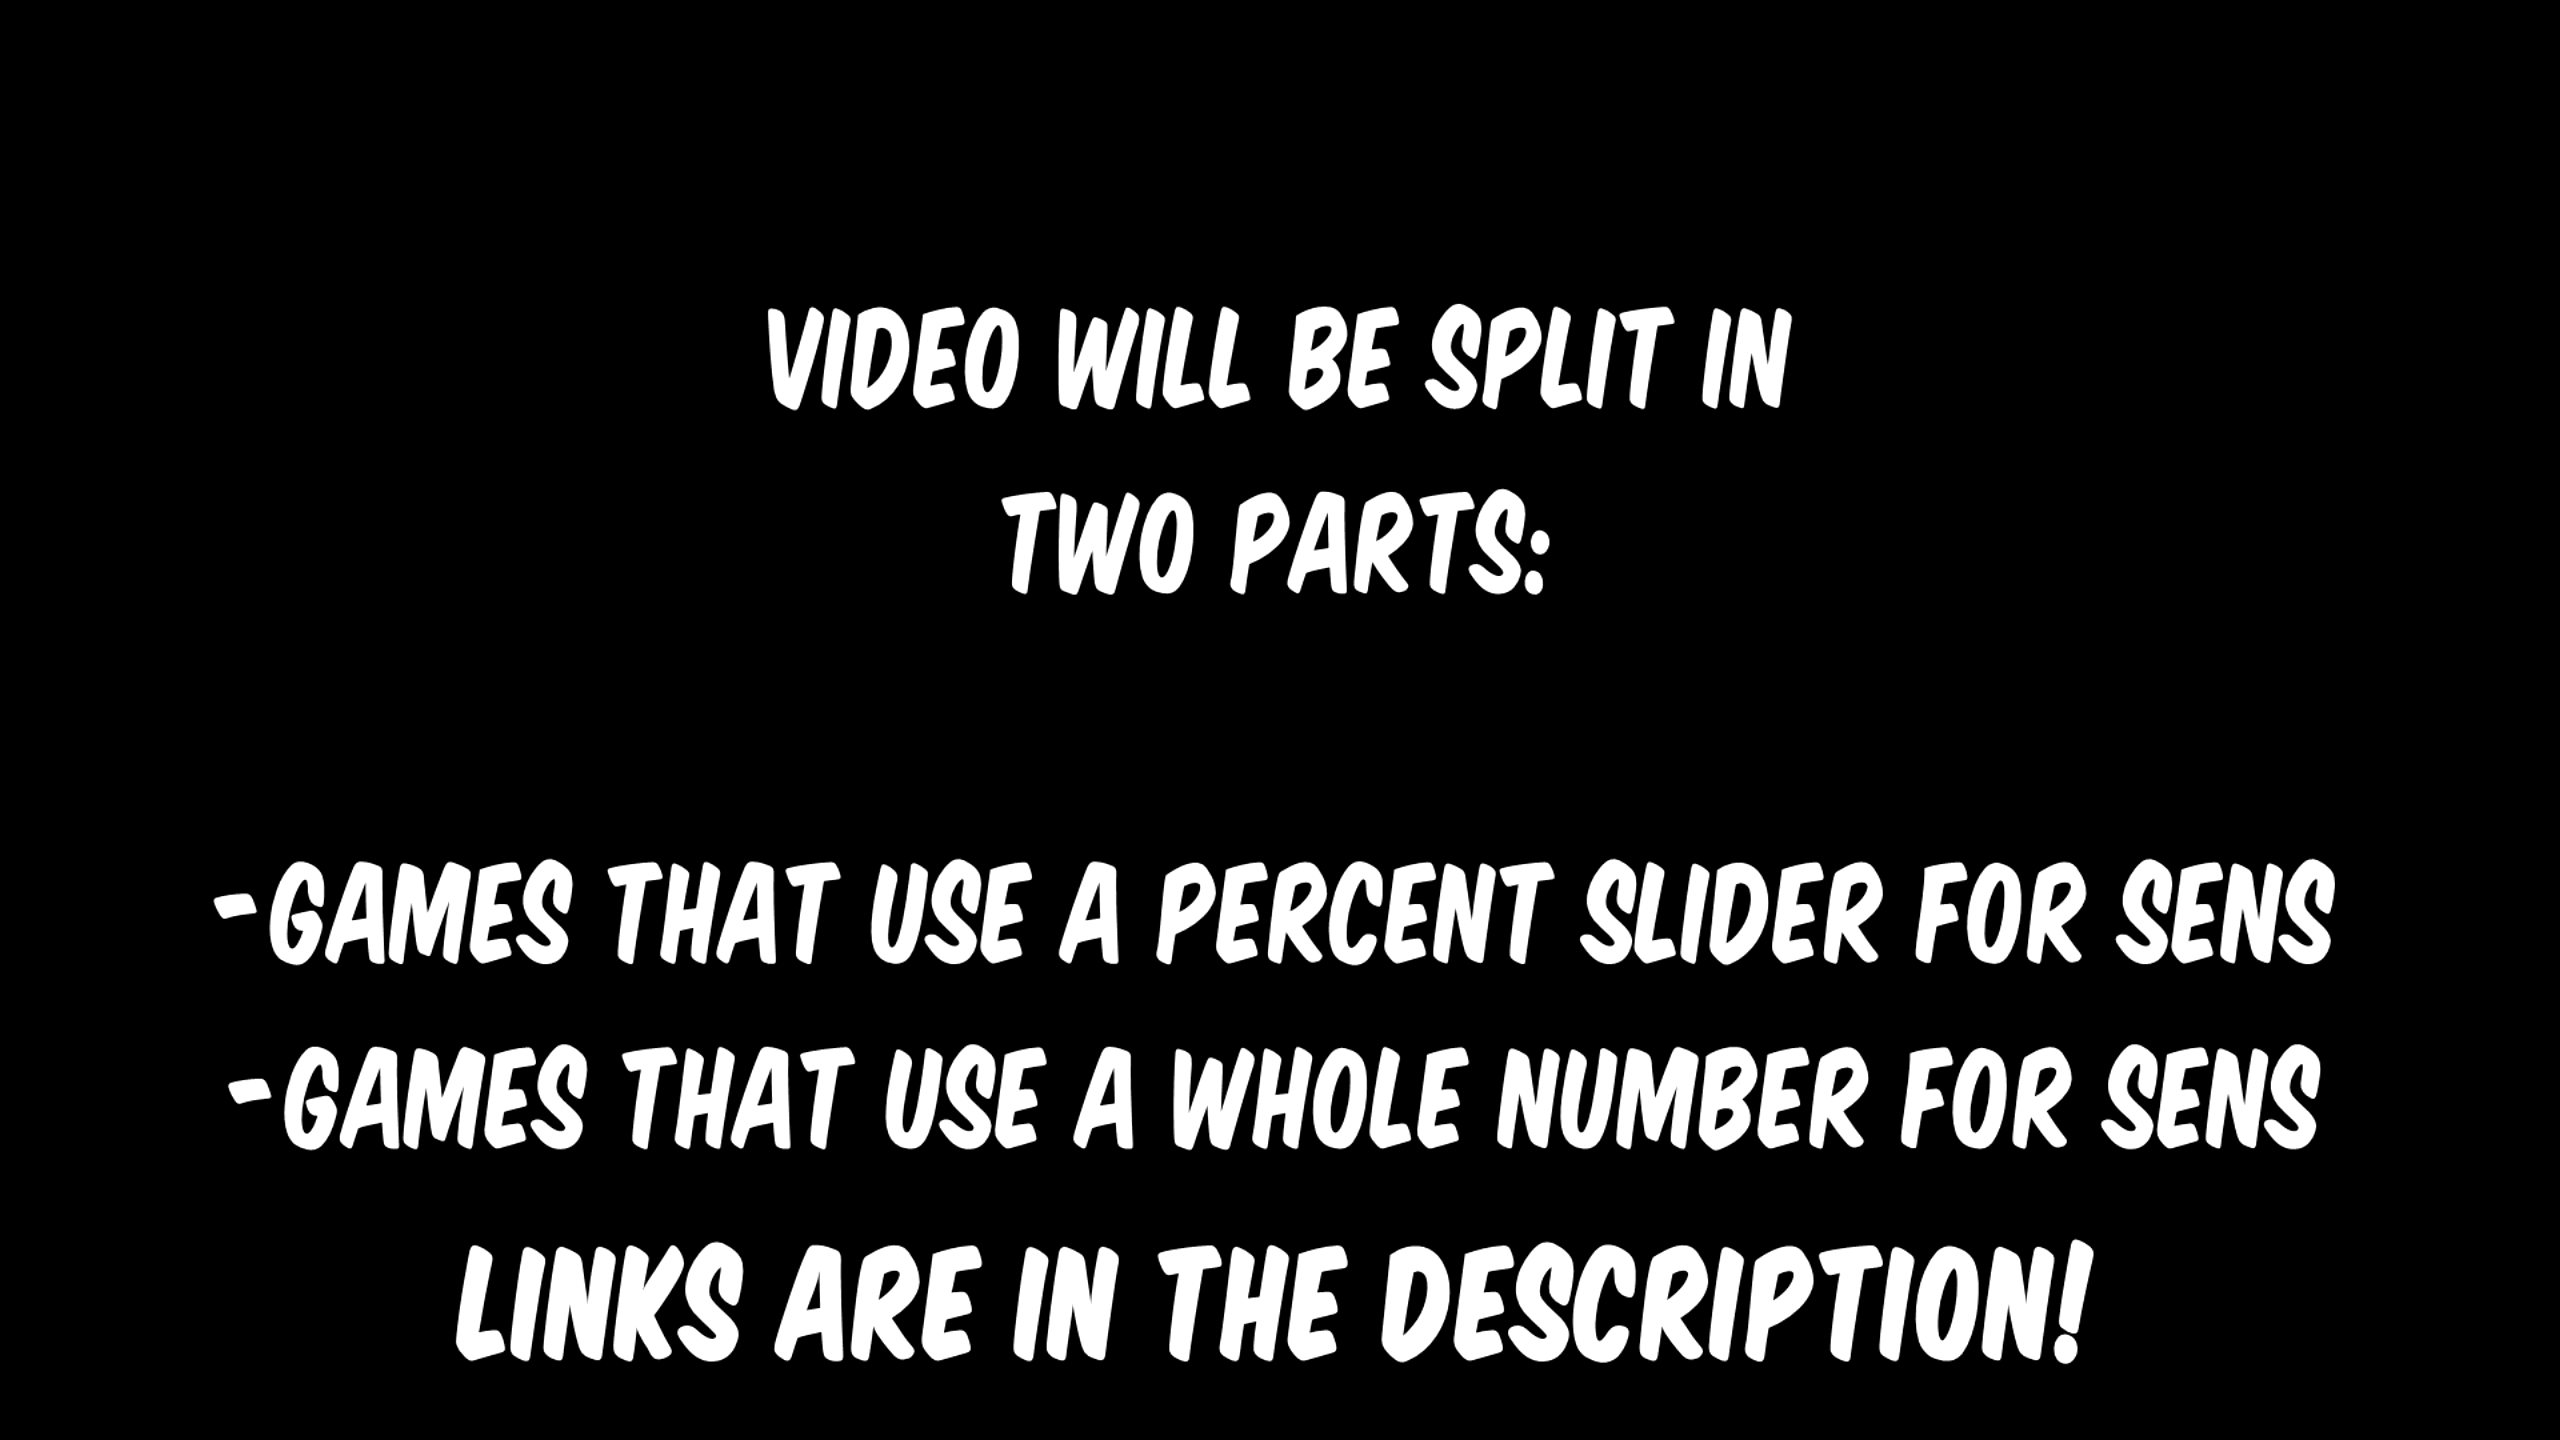 VIDEO WILL BE SPLIT IN
TWO PARTS:
-GAMES THAT USE A PERCENT SLIDER FOR SENS
-GAMES THAT USE A WHOLE NUMBER FOR SENS
LINKS ARE IN THE DESCRIPTION!